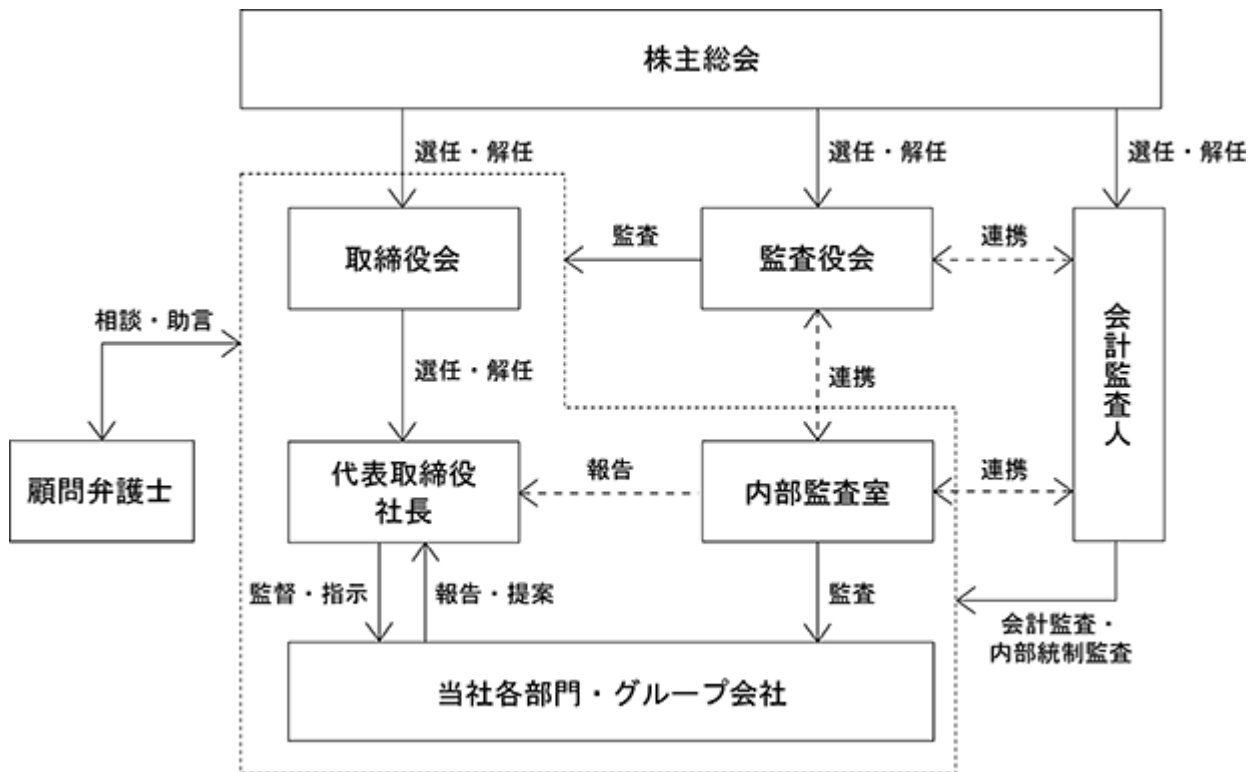 株主総会
選任・解任
選任・解任
選任・解任
取締役会
監査
監査役会
連携
会計監査人
相談・助言
選任・解任
連携
顧問弁護士
代表取締役
社長
報告
内部監査室
連携
監督・指示
報告・提案
監査
会計監査・
内部統制監査
当社各部門・グループ会社